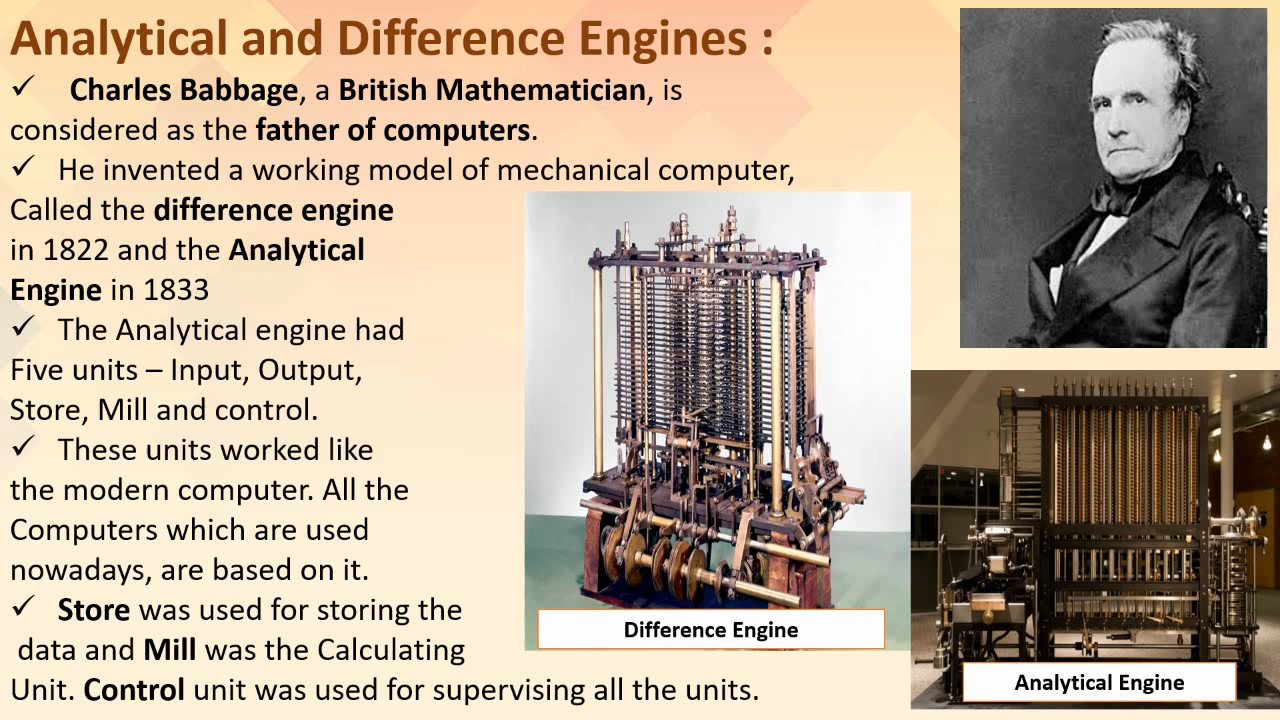 Analytical and Difference Engines :
✓ Charles Babbage, a British Mathematician, is
considered as the father of computers.
✓ He invented a working model of mechanical computer,
Called the difference engine
in 1822 and the Analytical
Engine in 1833
✓ The Analytical engine had
Five units – Input, Output,
Store, Mill and control.
✓ These units worked like
the modern computer. All the
Computers which are used
nowadays, are based on it.
✓ Store was used for storing the
data and Mill was the Calculating
Unit. Control unit was used for supervising all the units.
Difference Engine
Analytical Engine